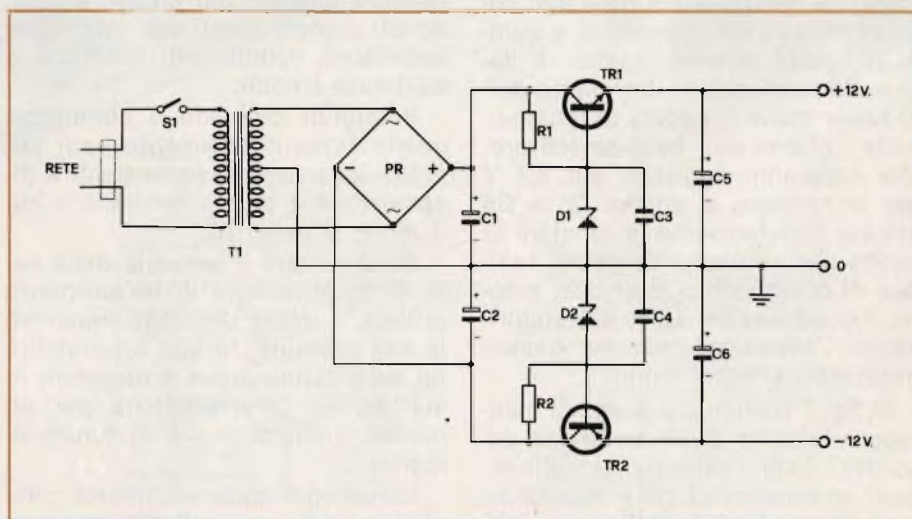 S1
RETE
T1
PR
~
-
+
C1
C2
R1
R2
TR1
TR2
D1
D2
C3
C4
C5
C6
+12V.
0
-12V.